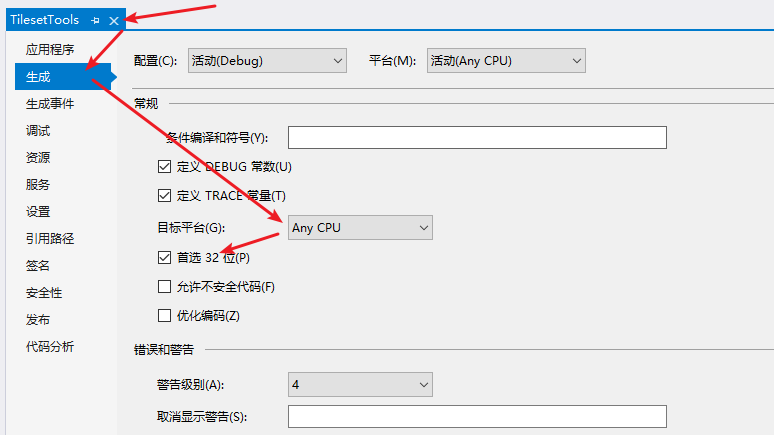 TilesetTools
应用程序
生成
生成事件
调试
资源
服务
设置
引用路径
签名
安全性
发布
代码分析
配置(C): 活动(Debug) 平台(M): 活动(Any CPU)
常规
条件编译和符号(Y):
定义 DEBUG 常数(U)
定义 TRACE 常量(T)
目标平台(G): Any CPU
首选 32 位(P)
允许不安全代码(F)
优化编码(Z)
错误和警告
警告级别(A): 4
取消显示警告(S):